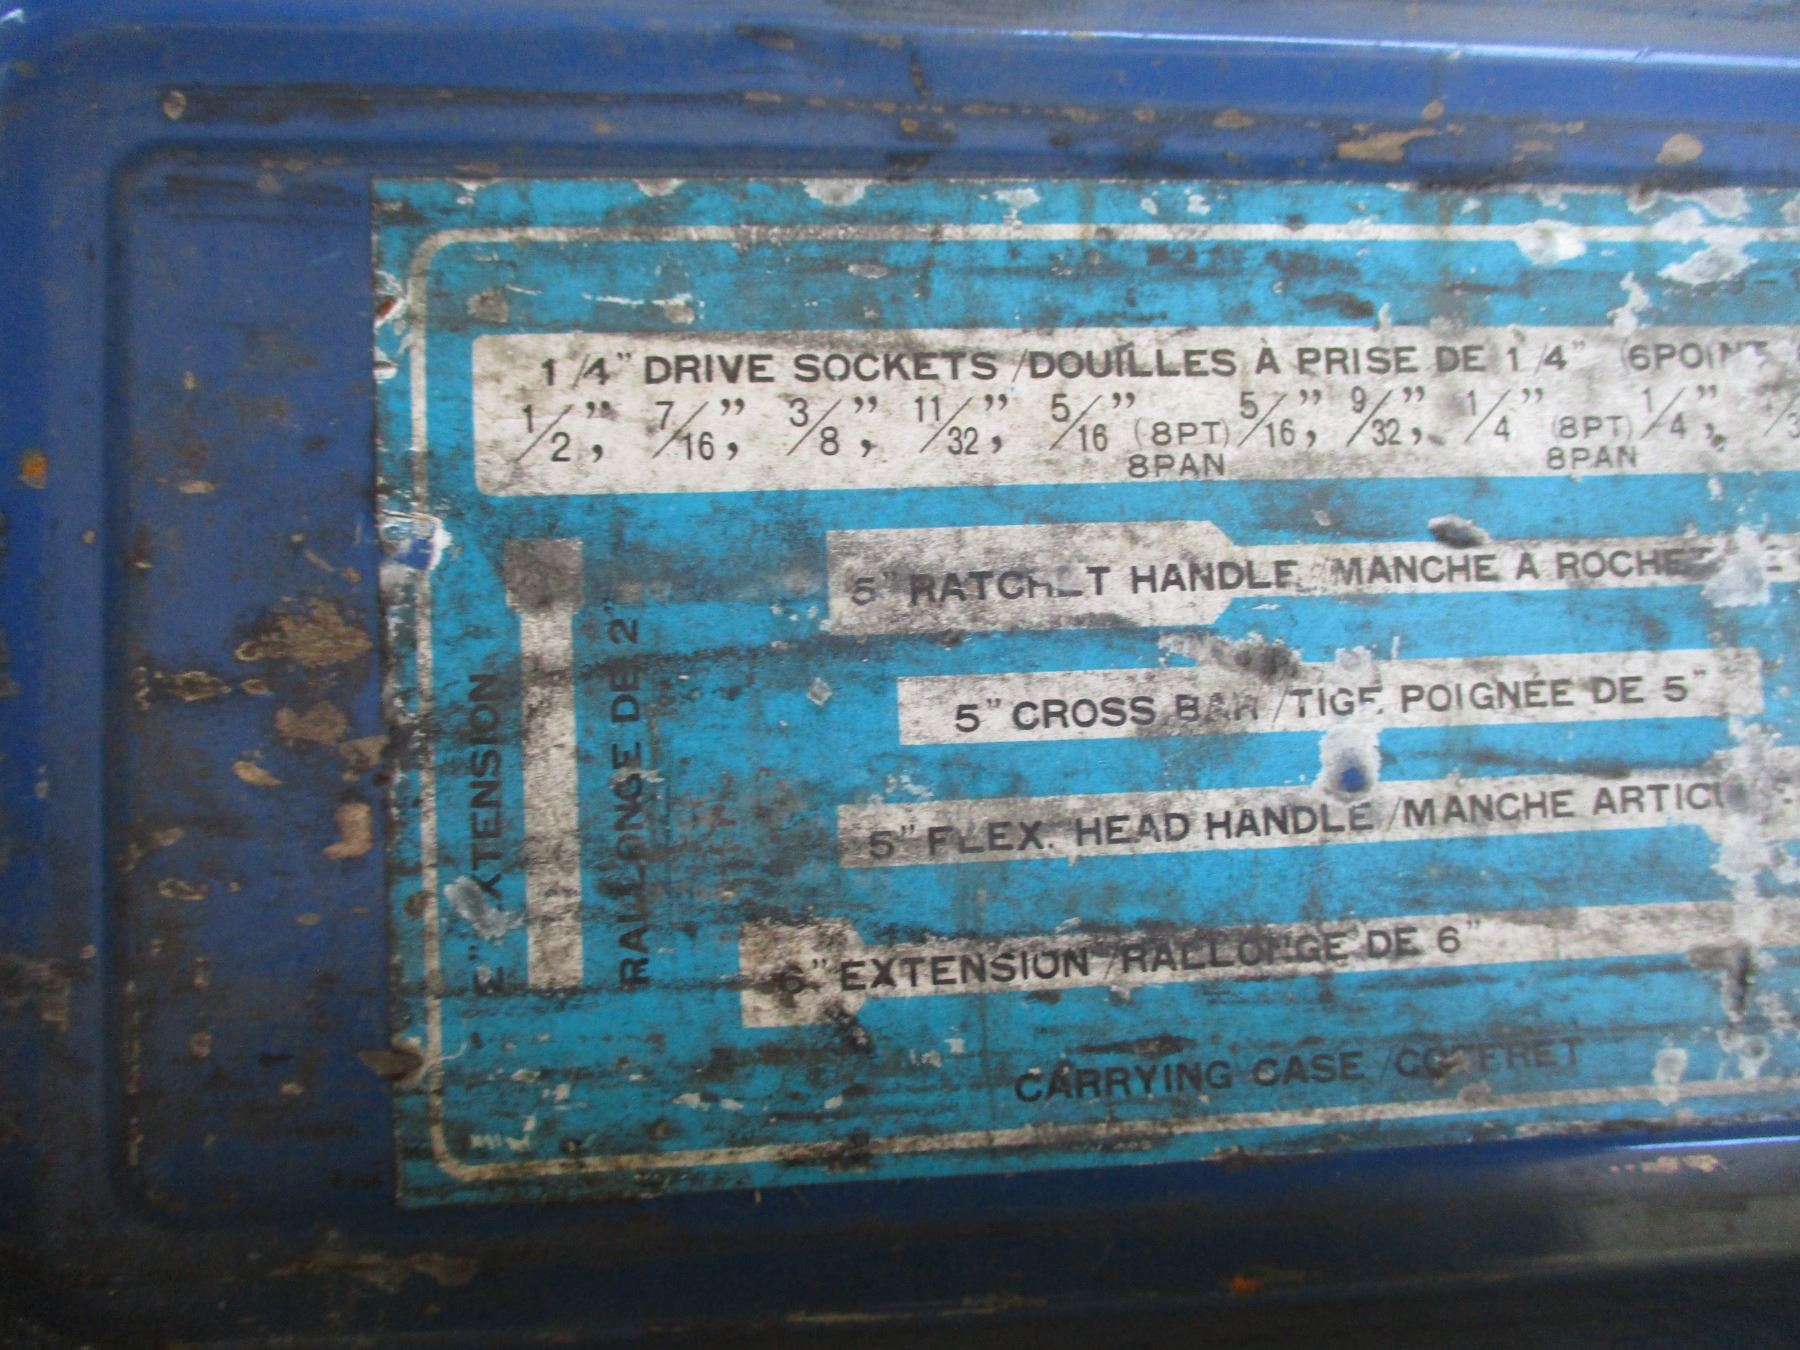 1/4" DRIVE SOCKETS /DOUILLES À PRISE DE 1/4" (6POINT
1/2", 7/16", 3/8", 11/32", 5/16" (8PT) 5/16", 9/32", 1/4" (8PT) 1/4",
8PAN 8PAN
5" RATCHET HANDLE /MANCHE A ROCHET
5" CROSS BAR /TIGE POIGNÉE DE 5"
5" FLEX. HEAD HANDLE /MANCHE
6" EXTENSION /RALLONGE DE 6"
CARRYING CASE /COFFRET
2" EXTENSION
RALLONGE DE 2"